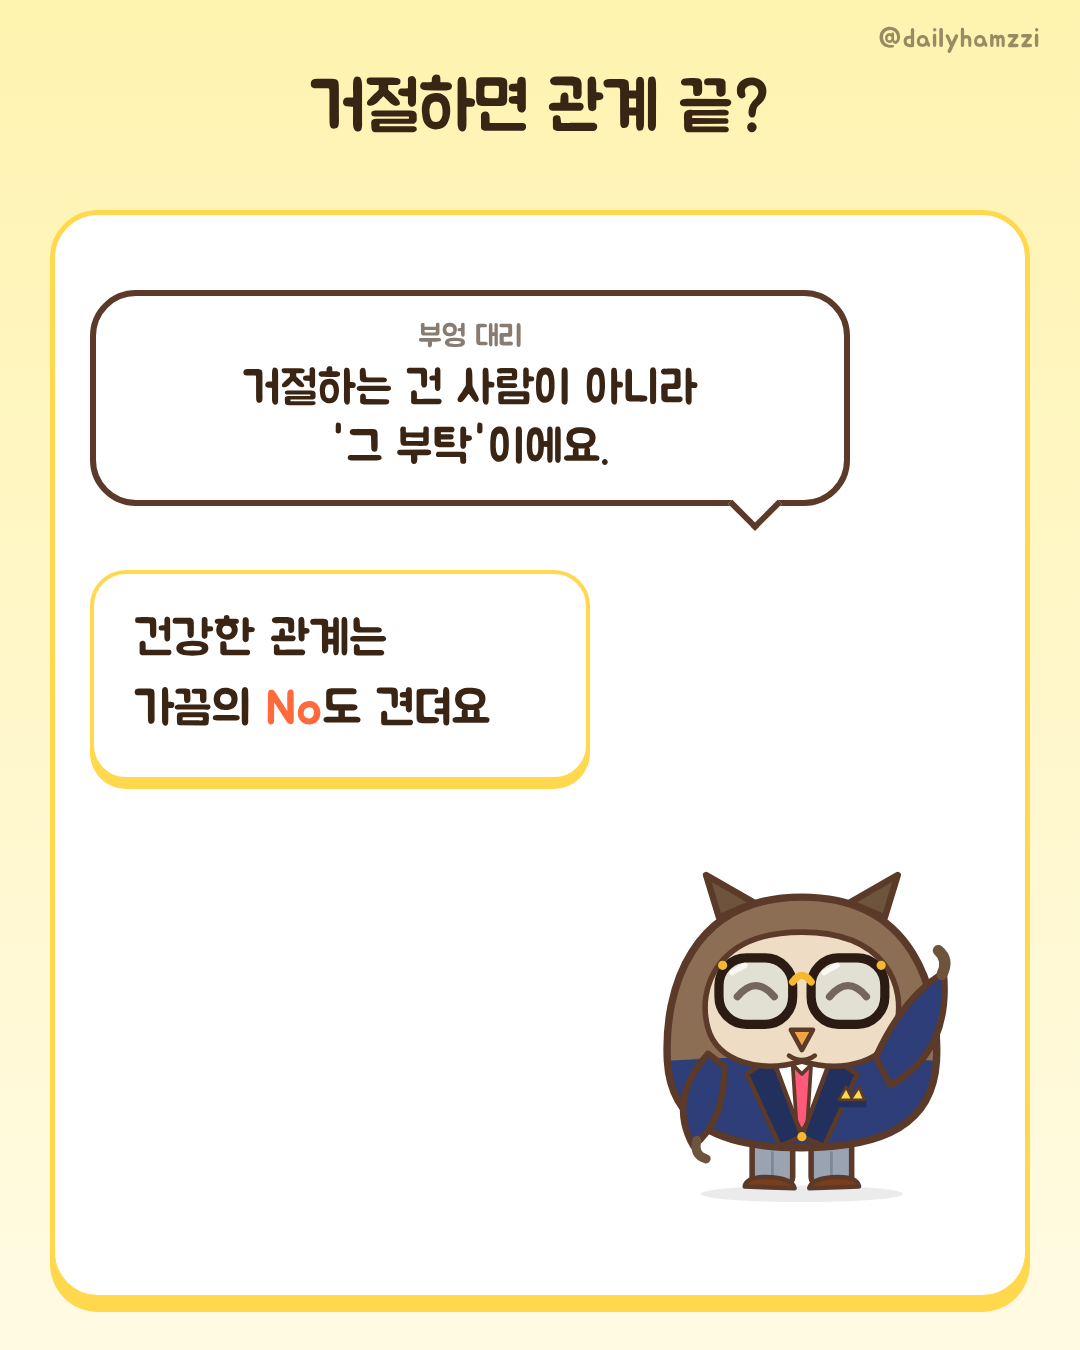 @dailyhamzzi
거절하면 관계 끝?
부엉 대리
거절하는 건 사람이 아니라
'그 부탁'이에요.
건강한 관계는
가끔의 No도 견뎌요